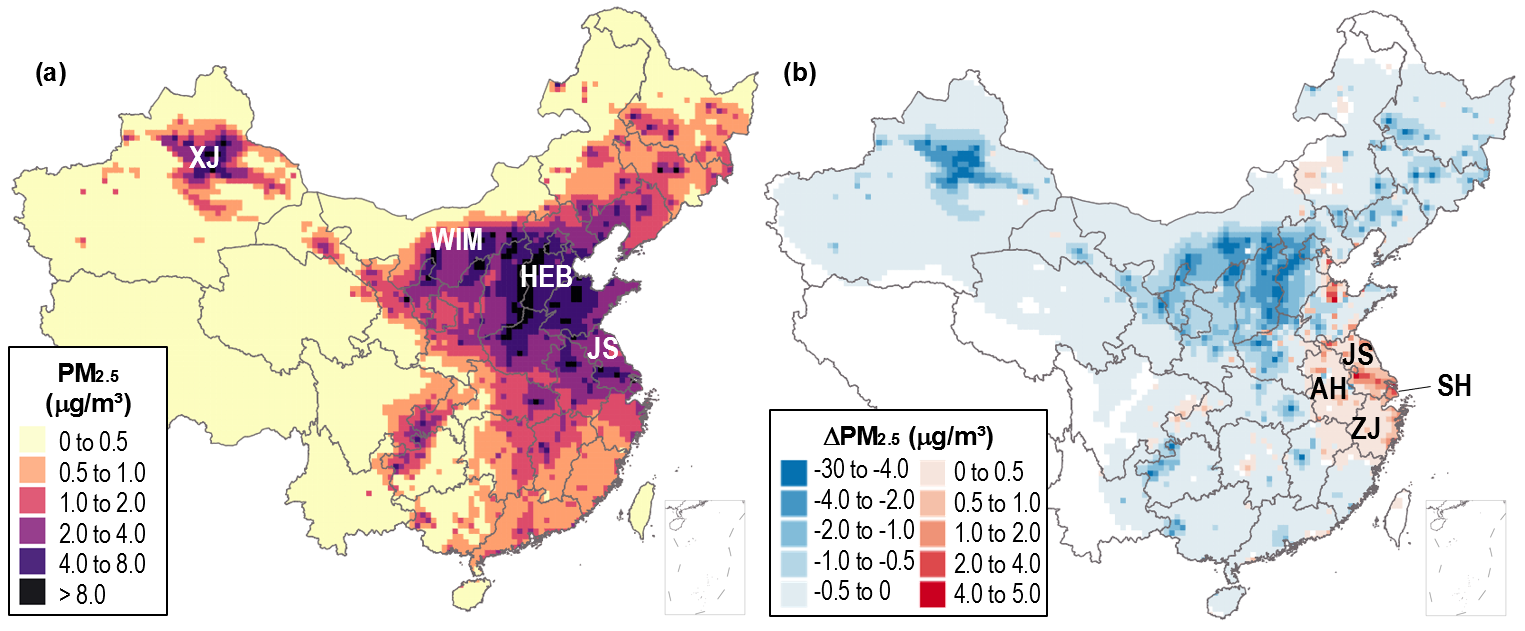 (a)
XJ
WIM
HEB
JS
PM2.5
(μg/m³)
0 to 0.5
0.5 to 1.0
1.0 to 2.0
2.0 to 4.0
4.0 to 8.0
> 8.0
(b)
JS
AH
SH
ZJ
ΔPM2.5 (μg/m³)
-30 to -4.0
-4.0 to -2.0
-2.0 to -1.0
-1.0 to -0.5
-0.5 to 0
0 to 0.5
0.5 to 1.0
1.0 to 2.0
2.0 to 4.0
4.0 to 5.0